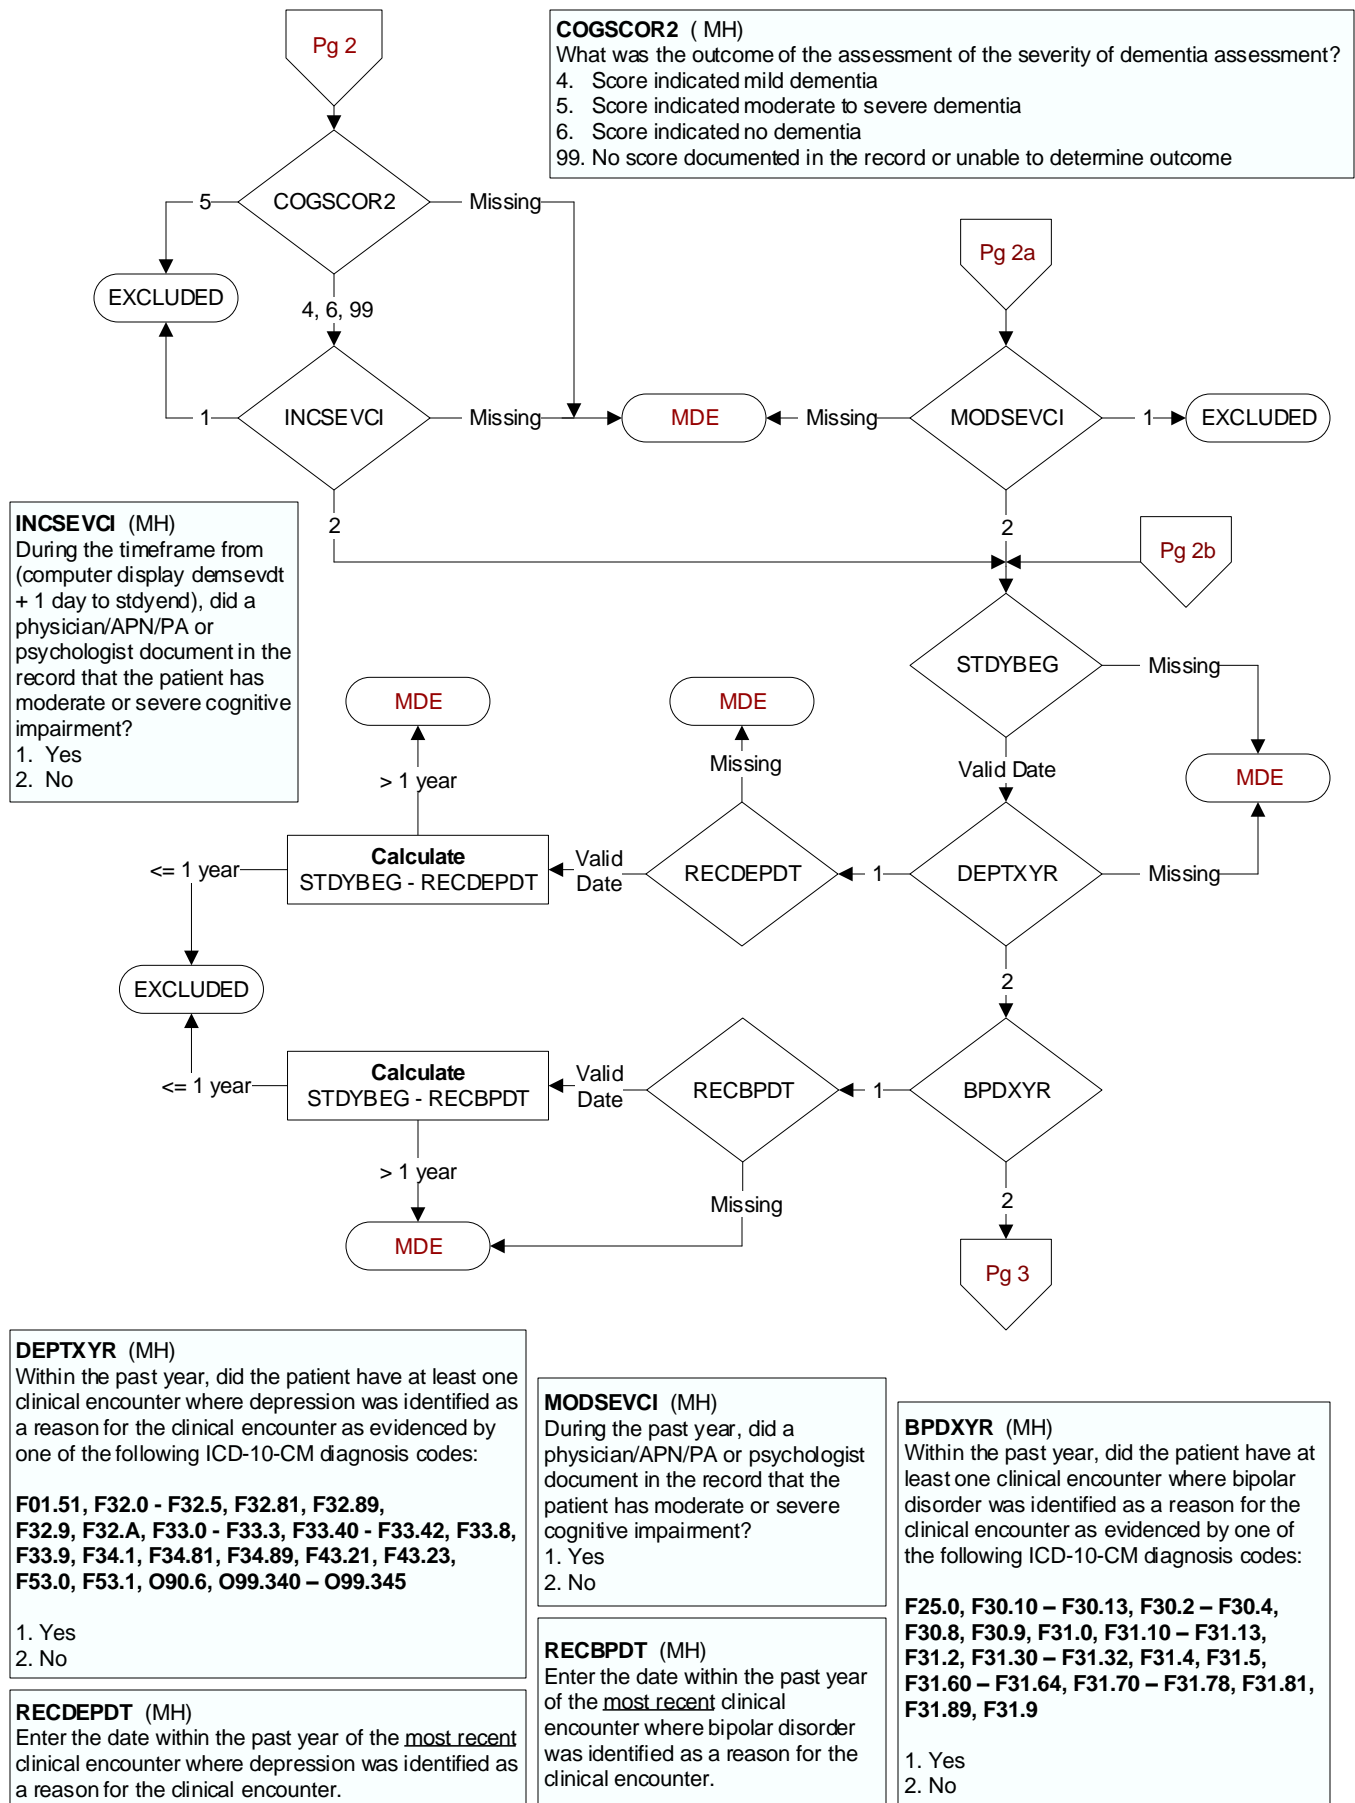 Pg 2
COGSCOR2 ( MH)
What was the outcome of the assessment of the severity of dementia assessment?
4. Score indicated mild dementia
5. Score indicated moderate to severe dementia
6. Score indicated no dementia
99. No score documented in the record or unable to determine outcome
5
COGSCOR2
Missing
Pg 2a
EXCLUDED
4, 6, 99
1
INCSEVCI
Missing
MDE
Missing
MODSEVCI
1
EXCLUDED
2
2
Pg 2b
INCSEVCI (MH)
During the timeframe from
(computer display demsevdt
+ 1 day to stdyend), did a
physician/APN/PA or
psychologist document in the
record that the patient has
moderate or severe cognitive
impairment?
1. Yes
2. No
STDYBEG
Missing
MDE
MDE
Missing
Valid Date
MDE
> 1 year
<= 1 year
Calculate
STDYBEG - RECDEPDT
Valid
Date
RECDEPDT
1
DEPTXYR
Missing
EXCLUDED
2
<= 1 year
Calculate
STDYBEG - RECBPDT
Valid
Date
RECBPDT
1
BPDXYR
> 1 year
Missing
2
MDE
Pg 3
DEPTXYR (MH)
Within the past year, did the patient have at least one
clinical encounter where depression was identified as
a reason for the clinical encounter as evidenced by
one of the following ICD-10-CM diagnosis codes:
F01.51, F32.0 - F32.5, F32.81, F32.89,
F32.9, F32.A, F33.0 - F33.3, F33.40 - F33.42, F33.8,
F33.9, F34.1, F34.81, F34.89, F43.21, F43.23,
F53.0, F53.1, O90.6, O99.340 – O99.345
1. Yes
2. No
RECDEPDT (MH)
Enter the date within the past year of the most recent
clinical encounter where depression was identified as
a reason for the clinical encounter.
MODSEVCI (MH)
During the past year, did a
physician/APN/PA or psychologist
document in the record that the
patient has moderate or severe
cognitive impairment?
1. Yes
2. No
RECBPDT (MH)
Enter the date within the past year
of the most recent clinical
encounter where bipolar disorder
was identified as a reason for the
clinical encounter.
BPDXYR (MH)
Within the past year, did the patient have at
least one clinical encounter where bipolar
disorder was identified as a reason for the
clinical encounter as evidenced by one of
the following ICD-10-CM diagnosis codes:
F25.0, F30.10 – F30.13, F30.2 – F30.4,
F30.8, F30.9, F31.0, F31.10 – F31.13,
F31.2, F31.30 – F31.32, F31.4, F31.5,
F31.60 – F31.64, F31.70 – F31.78, F31.81,
F31.89, F31.9
1. Yes
2. No